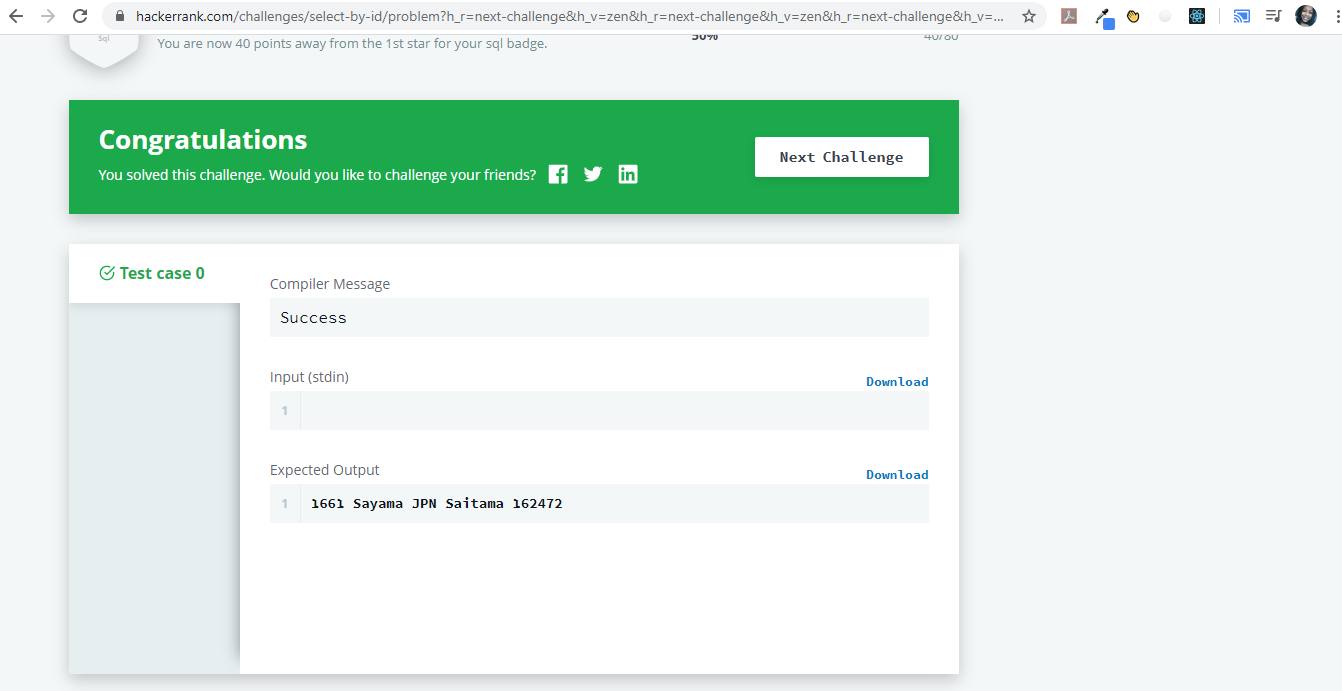 hackerrank.com/challenges/select-by-id/problem?h_r=next-challenge&h_v=zen&h_r=next-challenge&h_v=zen&h_r=next-challenge&h_v=...
Sql
You are now 40 points away from the 1st star for your sql badge.
50%
40/80
Congratulations
You solved this challenge. Would you like to challenge your friends?
Next Challenge
Test case 0
Compiler Message
Success
Input (stdin)
Download
1
Expected Output
Download
1 1661 Sayama JPN Saitama 162472